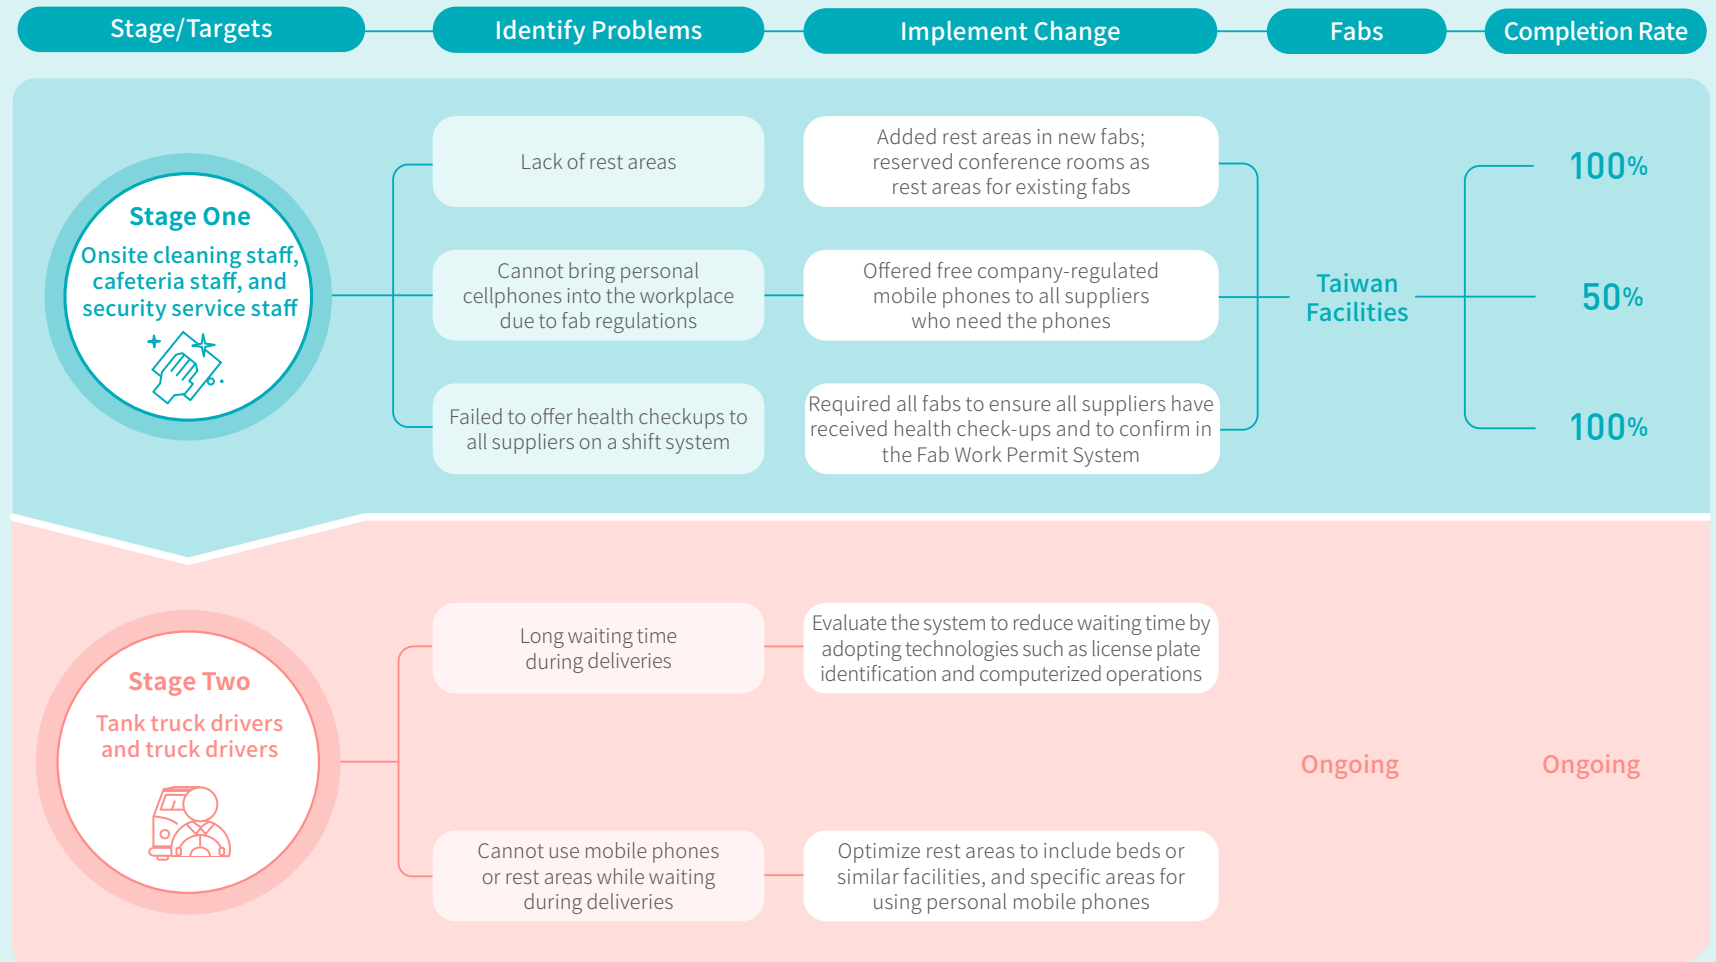 Stage/Targets
Identify Problems
Implement Change
Fabs
Completion Rate
Stage One
Onsite cleaning staff,
cafeteria staff, and
security service staff
Lack of rest areas
Added rest areas in new fabs;
reserved conference rooms as
rest areas for existing fabs
Cannot bring personal
cellphones into the workplace
due to fab regulations
Offered free company-regulated
mobile phones to all suppliers
who need the phones
Failed to offer health checkups to
all suppliers on a shift system
Required all fabs to ensure all suppliers have
received health check-ups and to confirm in
the Fab Work Permit System
Taiwan
Facilities
100%
50%
100%
Stage Two
Tank truck drivers
and truck drivers
Long waiting time
during deliveries
Evaluate the system to reduce waiting time by
adopting technologies such as license plate
identification and computerized operations
Cannot use mobile phones
or rest areas while waiting
during deliveries
Optimize rest areas to include beds or
similar facilities, and specific areas for
using personal mobile phones
Ongoing
Ongoing